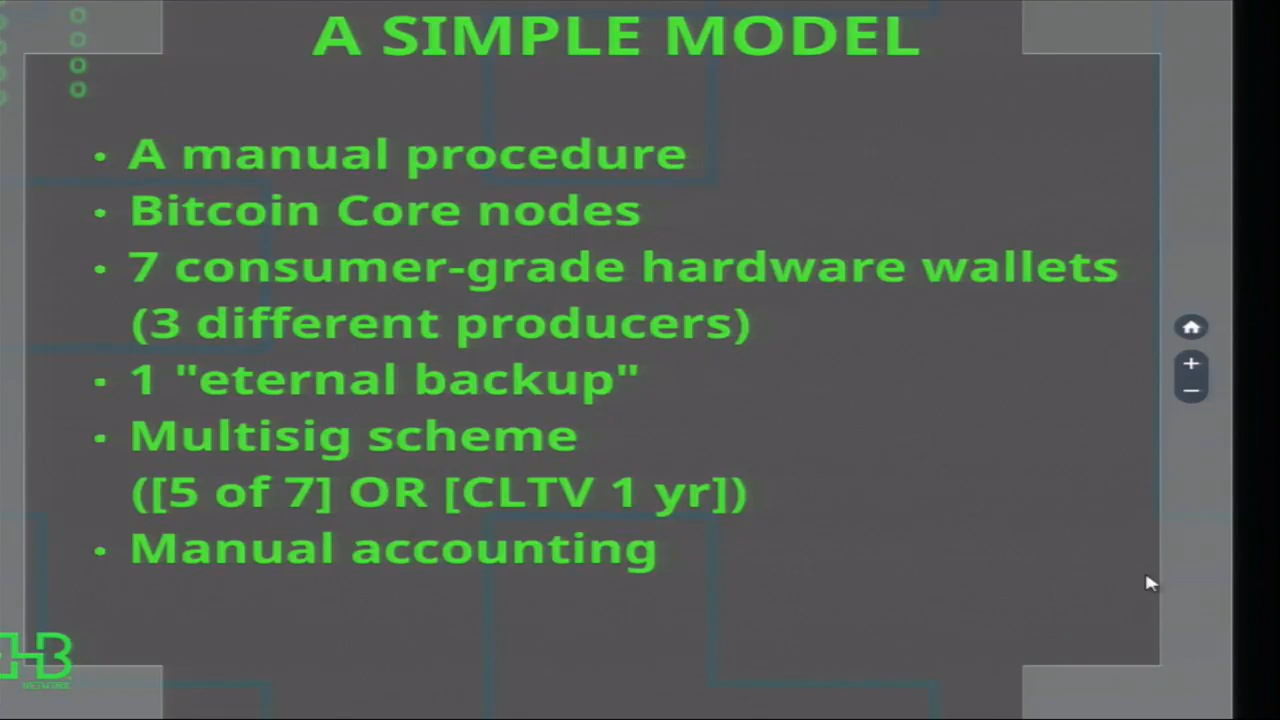 A SIMPLE MODEL
• A manual procedure
• Bitcoin Core nodes
• 7 consumer-grade hardware wallets
(3 different producers)
• 1 "eternal backup"
• Multisig scheme
([5 of 7] OR [CLTV 1 yr])
• Manual accounting